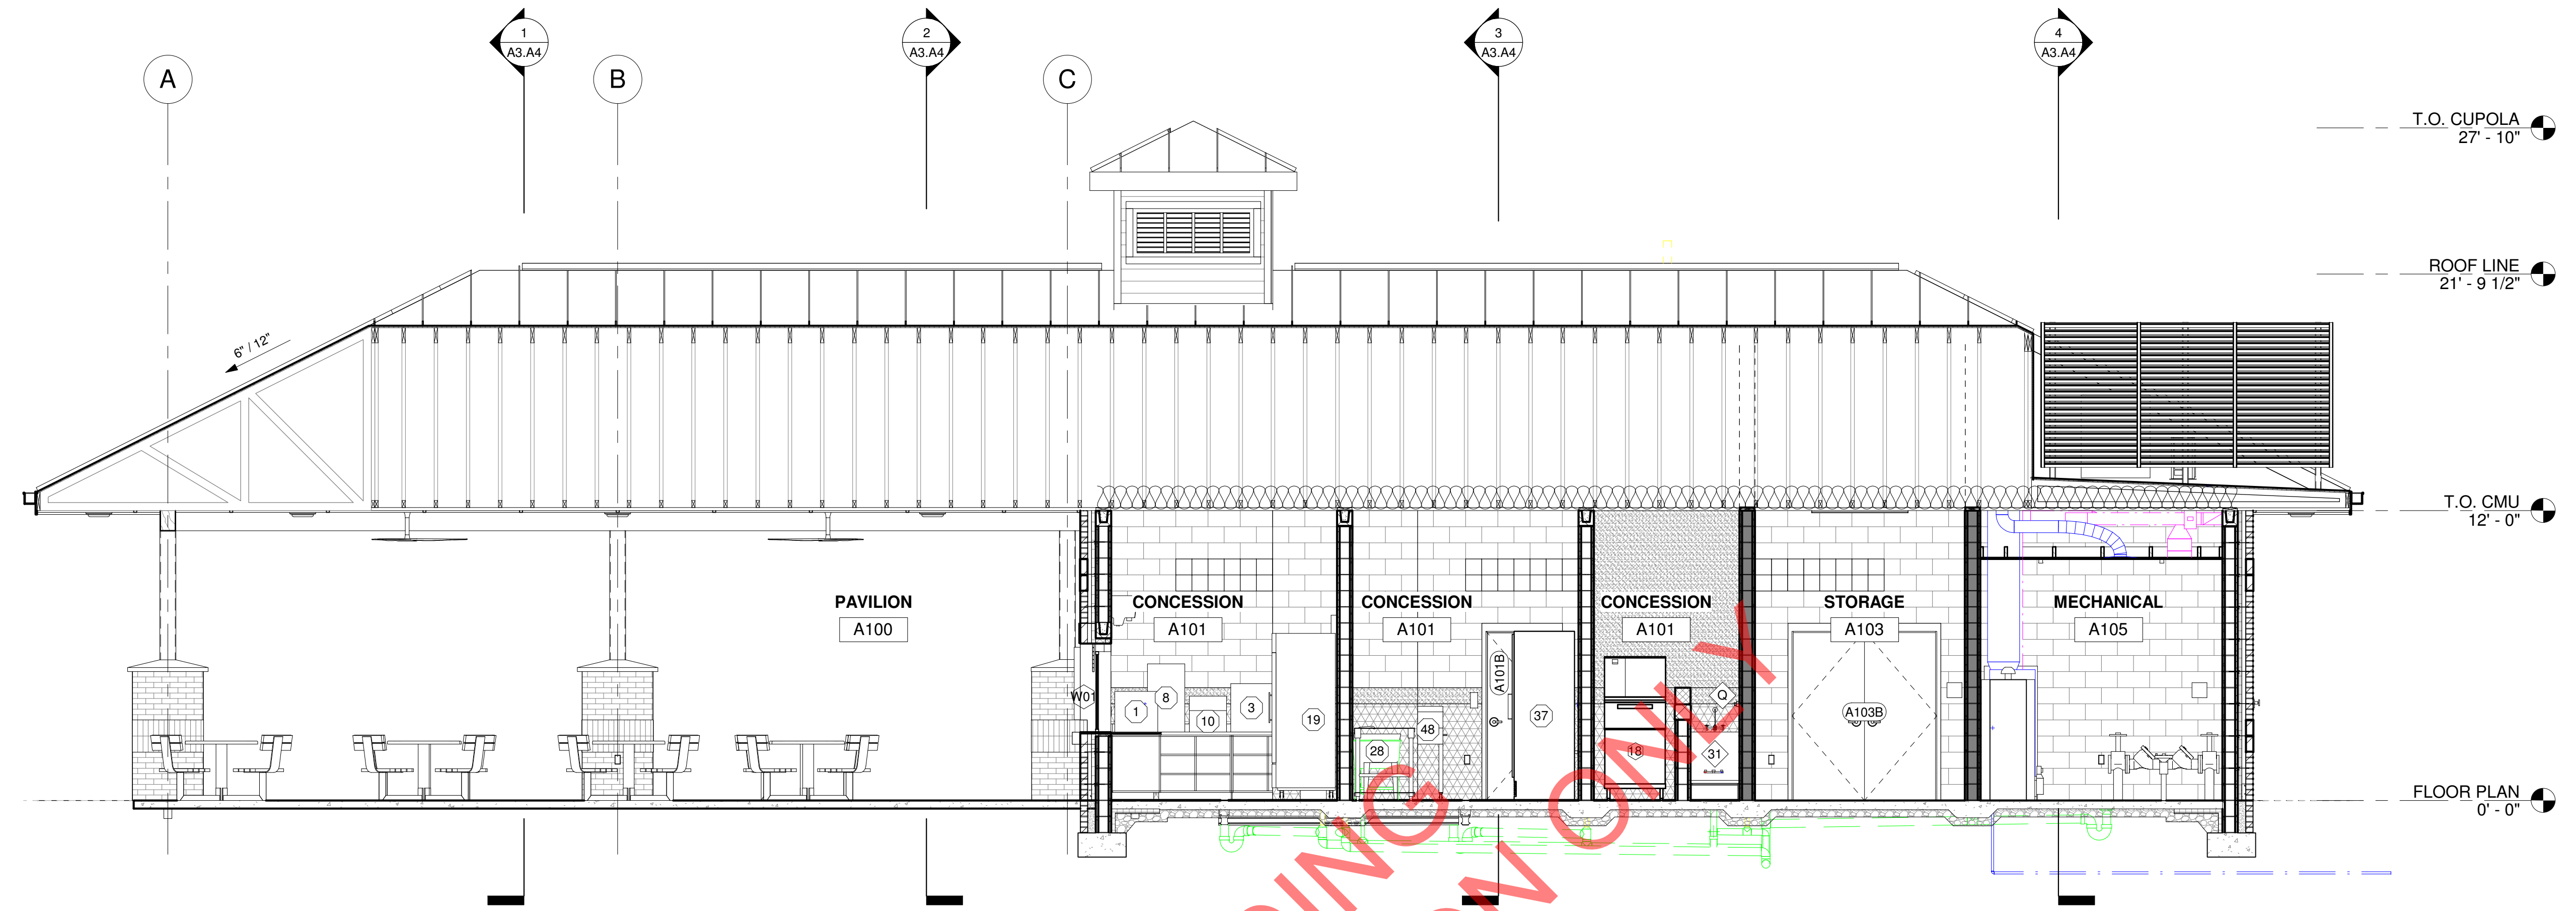 1
A3.A4
2
A3.A4
3
A3.A4
4
A3.A4
A
B
C
T.O. CUPOLA
27' - 10"
ROOF LINE
21' - 9 1/2"
6" / 12"
T.O. CMU
12' - 0"
PAVILION
A100
CONCESSION
A101
CONCESSION
A101
CONCESSION
A101
STORAGE
A103
MECHANICAL
A105
W01
1
8
10
3
19
28
48
A101B
37
18
Q
31
A103B
FLOOR PLAN
0' - 0"
ON ONLY